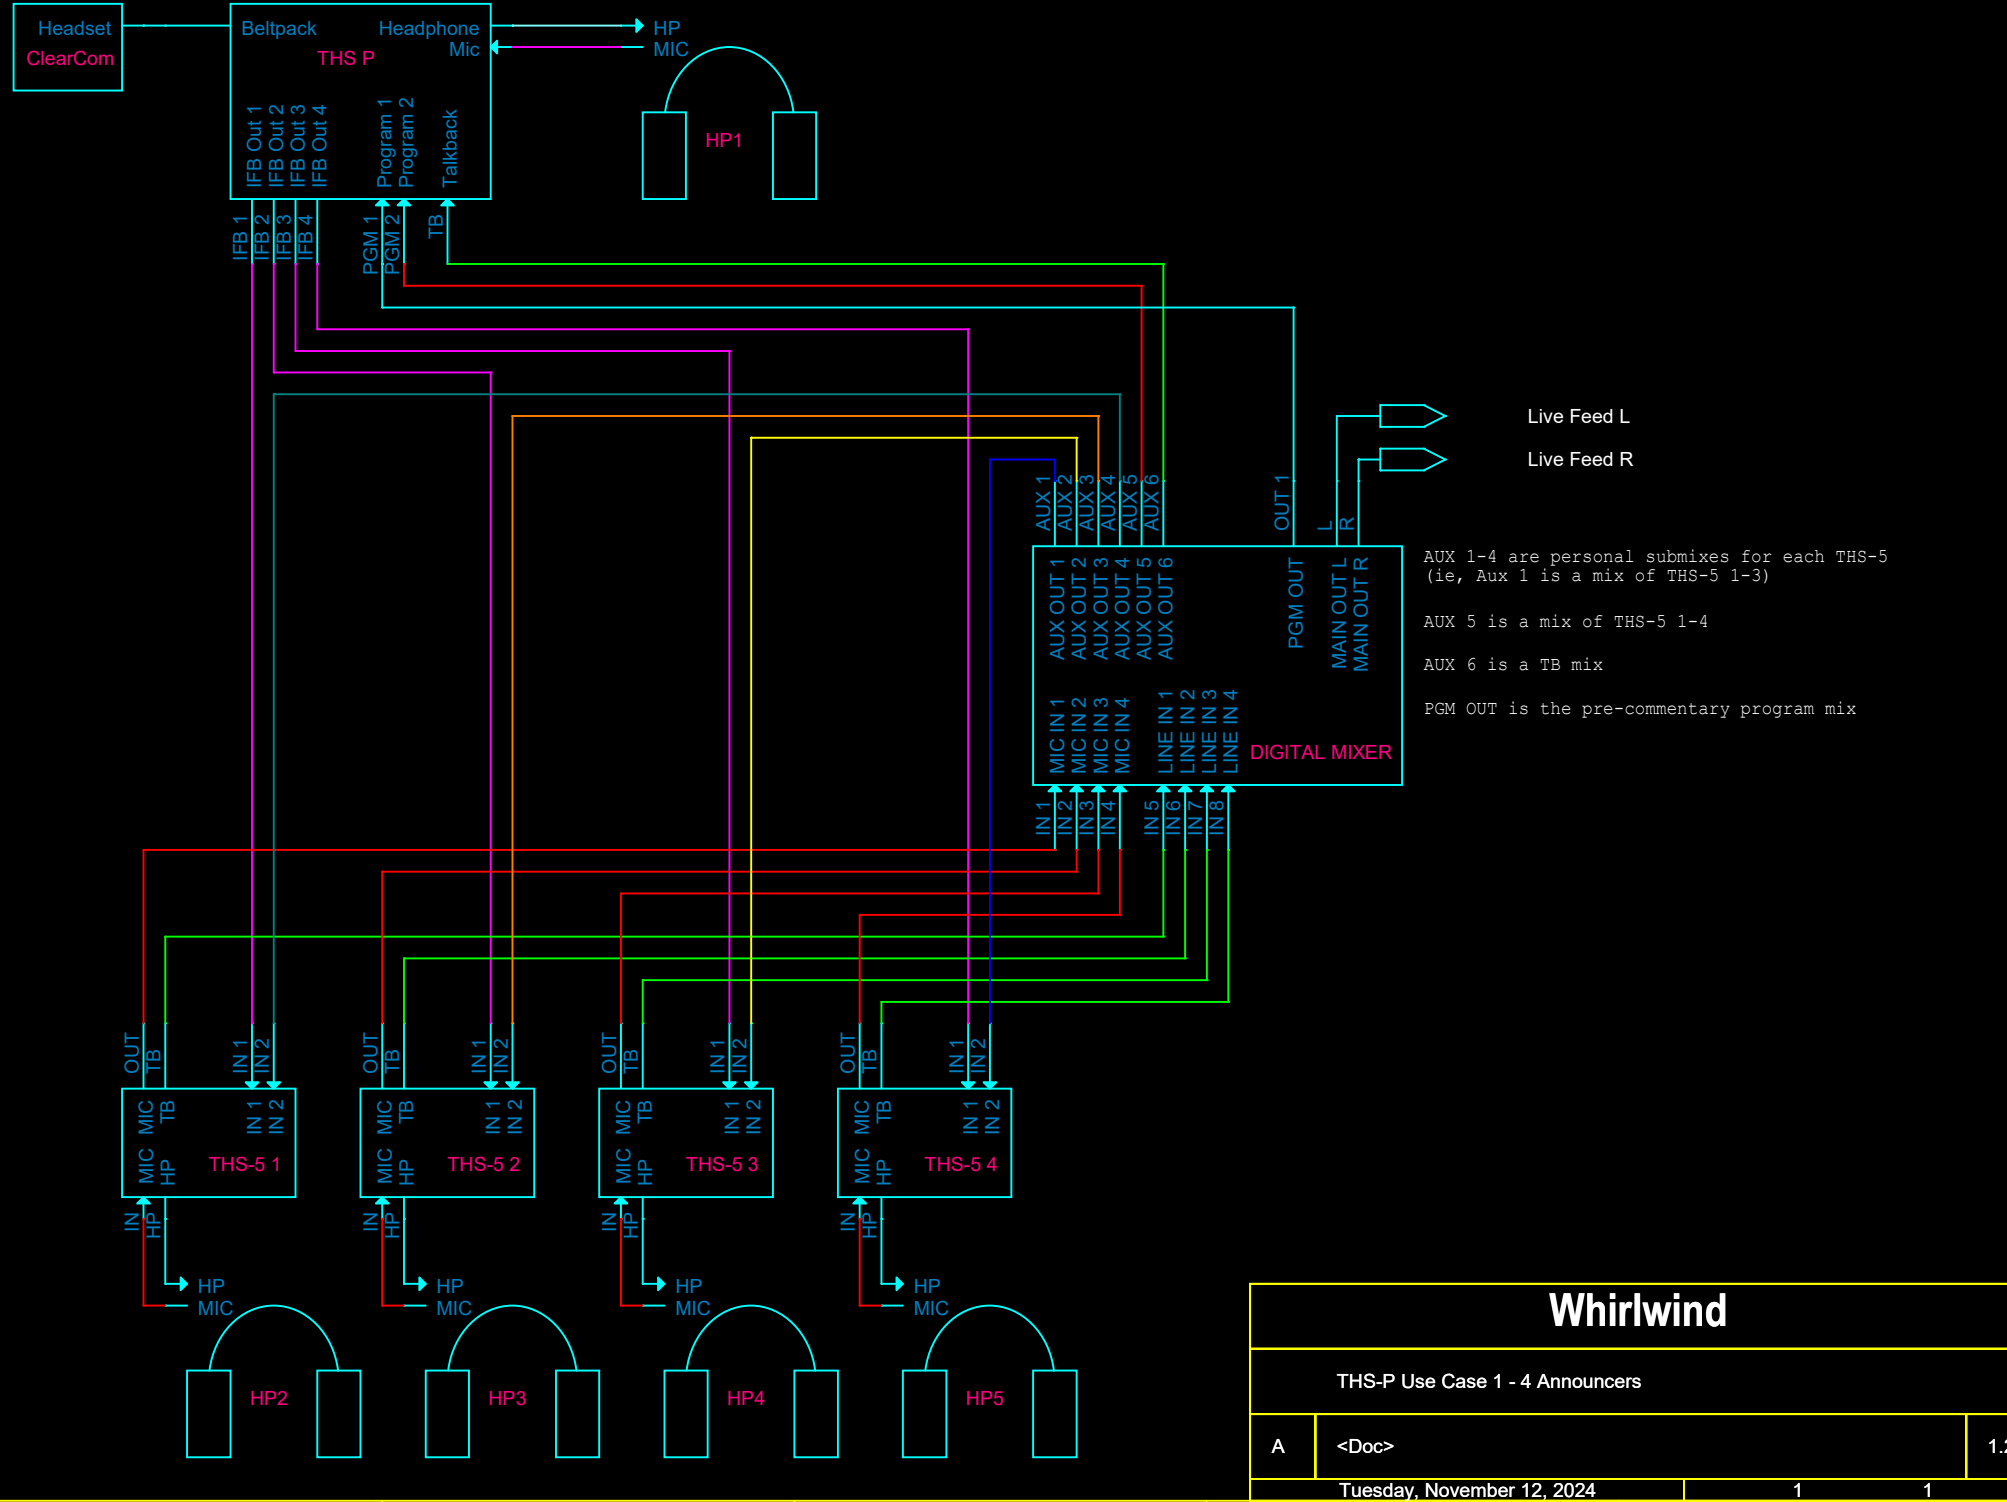 Headset
ClearCom
Beltpack
Headphone
Mic
THS P
HP
MIC
HP1
IFB Out 1
IFB Out 2
IFB Out 3
IFB Out 4
Program 1
Program 2
Talkback
IFB 1
IFB 2
IFB 3
IFB 4
PGM 1
PGM 2
TB
Live Feed L
Live Feed R
AUX 1
AUX 2
AUX 3
AUX 4
AUX 5
AUX 6
OUT 1
L
R
AUX OUT 1
AUX OUT 2
AUX OUT 3
AUX OUT 4
AUX OUT 5
AUX OUT 6
PGM OUT
MAIN OUT L
MAIN OUT R
AUX 1-4 are personal submixes for each THS-5
(ie, Aux 1 is a mix of THS-5 1-3)
AUX 5 is a mix of THS-5 1-4
AUX 6 is a TB mix
PGM OUT is the pre-commentary program mix
MIC IN 1
MIC IN 2
MIC IN 3
MIC IN 4
LINE IN 1
LINE IN 2
LINE IN 3
LINE IN 4
DIGITAL MIXER
IN 1
IN 2
IN 3
IN 4
IN 5
IN 6
IN 7
IN 8
OUT
TB
IN 1
IN 2
OUT
TB
IN 1
IN 2
OUT
TB
IN 1
IN 2
OUT
TB
IN 1
IN 2
MIC
TB
IN 1
IN 2
MIC
HP
THS-5 1
MIC
TB
IN 1
IN 2
MIC
HP
THS-5 2
MIC
TB
IN 1
IN 2
MIC
HP
THS-5 3
MIC
TB
IN 1
IN 2
MIC
HP
THS-5 4
IN
HP
IN
HP
IN
HP
IN
HP
HP
MIC
HP
MIC
HP
MIC
HP
MIC
HP2
HP3
HP4
HP5
Whirlwind
THS-P Use Case 1 - 4 Announcers
A
<Doc>
Tuesday, November 12, 2024
1
1